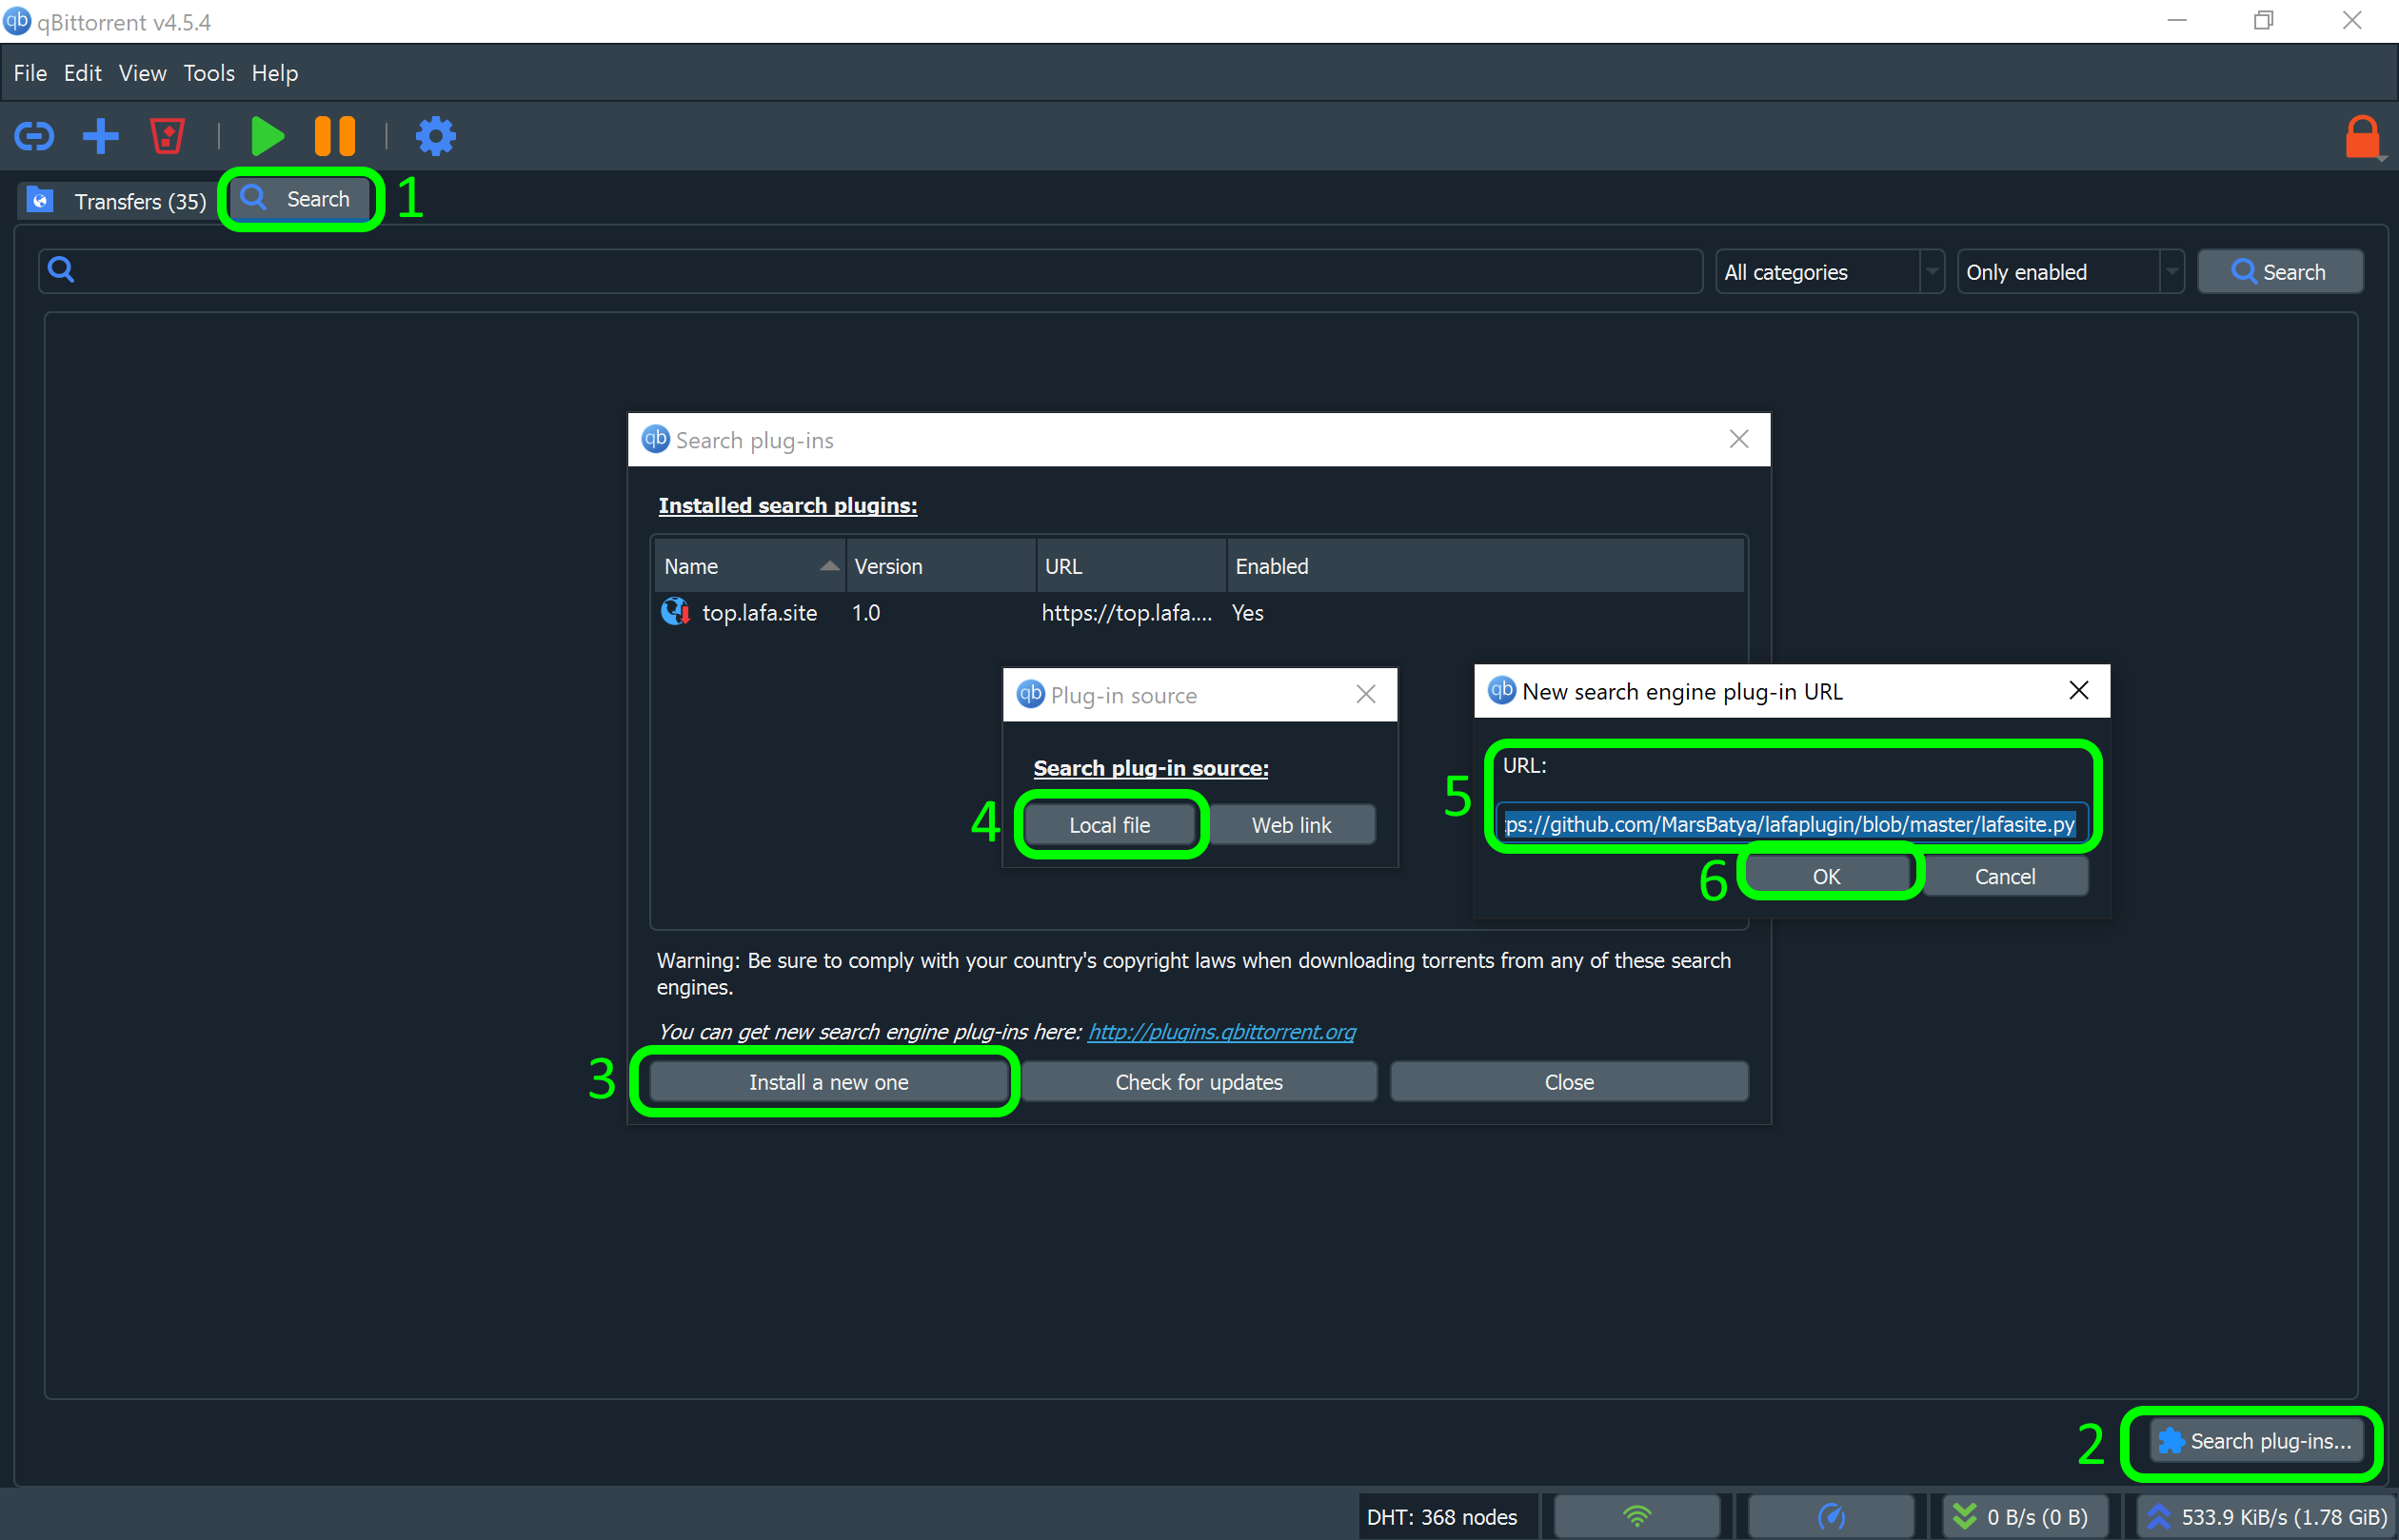 qb qBittorrent v4.5.4
File Edit View Tools Help
Transfers (35) Search 1
All categories Only enabled Search
qb Search plug-ins
Installed search plugins:
Name Version URL Enabled
top.lafa.site 1.0 https://top.lafa.... Yes
qb Plug-in source
Search plug-in source:
4 Local file Web link
qb New search engine plug-in URL
5 URL:
ps://github.com/MarsBatya/lafaplugin/blob/master/lafasite.py
6 OK Cancel
Warning: Be sure to comply with your country's copyright laws when downloading torrents from any of these search
engines.
You can get new search engine plug-ins here: http://plugins.qbittorrent.org
3 Install a new one Check for updates Close
2 Search plug-ins...
DHT: 368 nodes 0 B/s (0 B) 533.9 KiB/s (1.78 GiB)